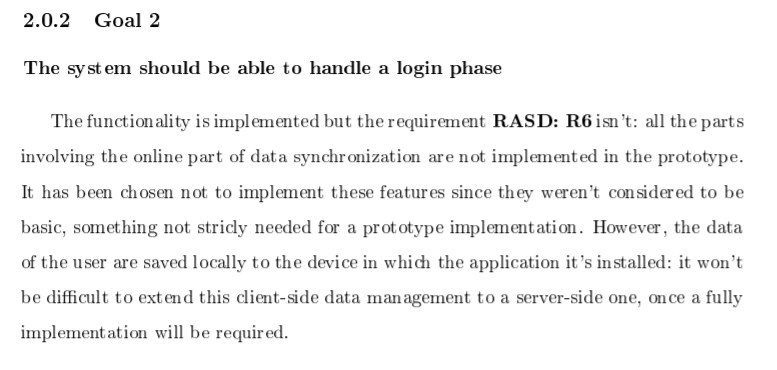 2.0.2 Goal 2
The system should be able to handle a login phase
The functionality is implemented but the requirement RASD: R6 isn't: all the parts
involving the online part of data synchronization are not implemented in the prototype.
It has been chosen not to implement these features since they weren't considered to be
basic, something not stricly needed for a prototype implementation. However, the data
of the user are saved locally to the device in which the application it's installed: it won't
be difficult to extend this client-side data management to a server-side one, once a fully
implementation will be required.